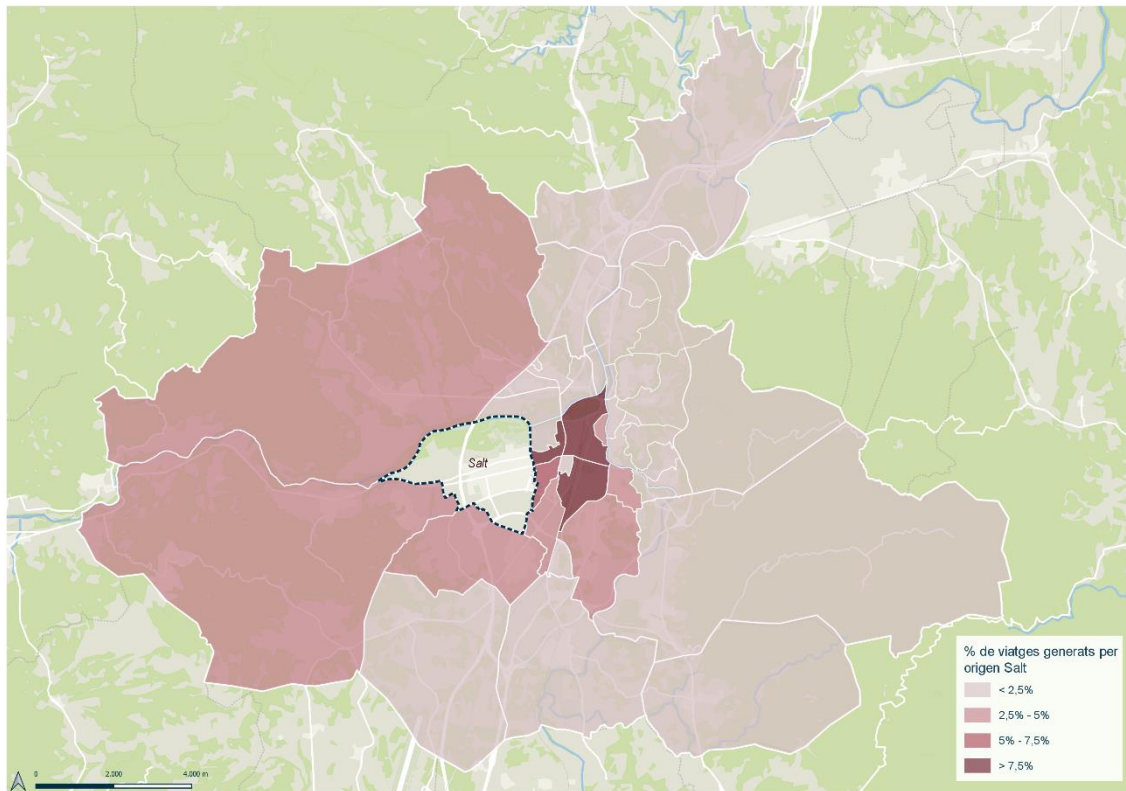 Salt
% de viatges generats per
origen Salt
< 2,5%
2,5% - 5%
5% - 7,5%
> 7,5%
0 2.000 4.000 m